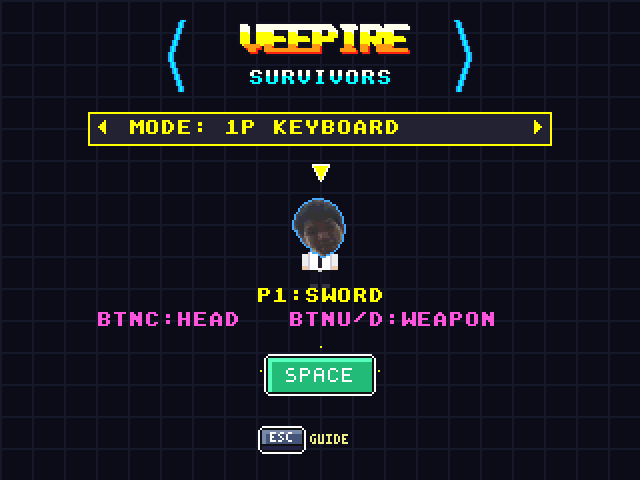 VEEPIRE
SURVIVORS
MODE: 1P KEYBOARD
P1:SWORD
BTNC:HEAD BTNU/D:WEAPON
SPACE
ESC GUIDE